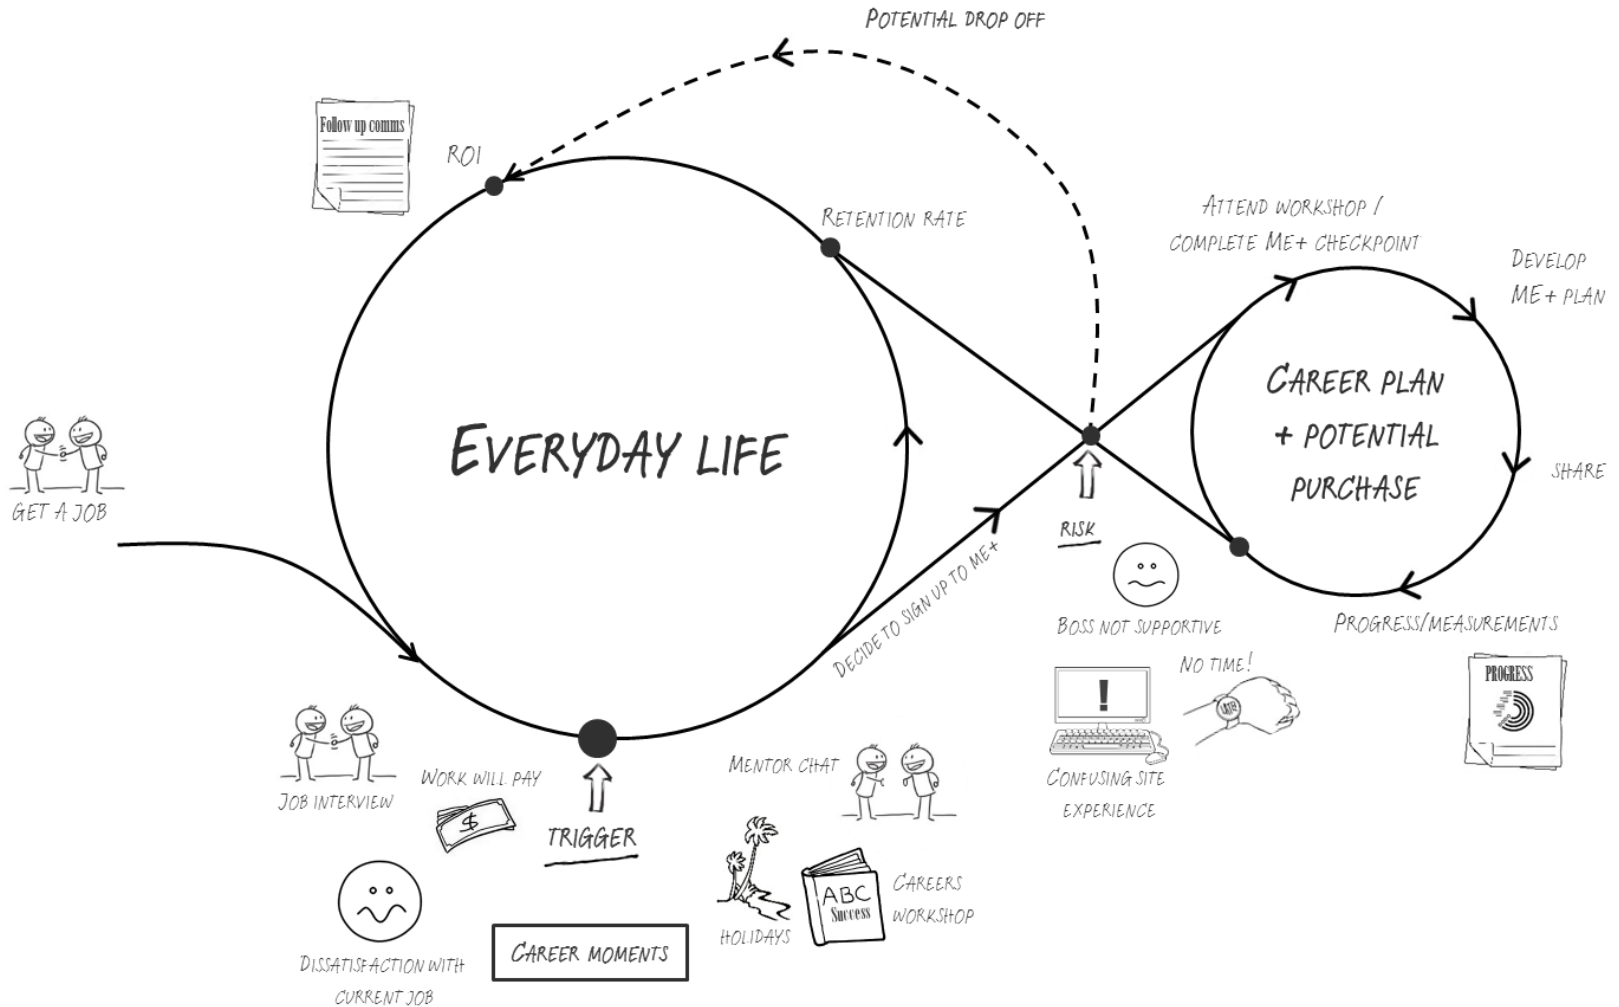 POTENTIAL DROP OFF
Follow up comms
ROI
RETENTION RATE
ATTEND WORKSHOP /
COMPLETE ME+ CHECKPOINT
DEVELOP
ME+ PLAN
CAREER PLAN
+ POTENTIAL
PURCHASE
EVERYDAY LIFE
SHARE
GET A JOB
DECIDE TO SIGN UP TO ME+
RISK
BOSS NOT SUPPORTIVE
PROGRESS/MEASUREMENTS
NO TIME!
!
PROGRESS
CONFUSING SITE
EXPERIENCE
JOB INTERVIEW
WORK WILL PAY
$
TRIGGER
MENTOR CHAT
HOLIDAYS
ABC
Success
CAREERS
WORKSHOP
CAREER MOMENTS
DISSATISFACTION WITH
CURRENT JOB